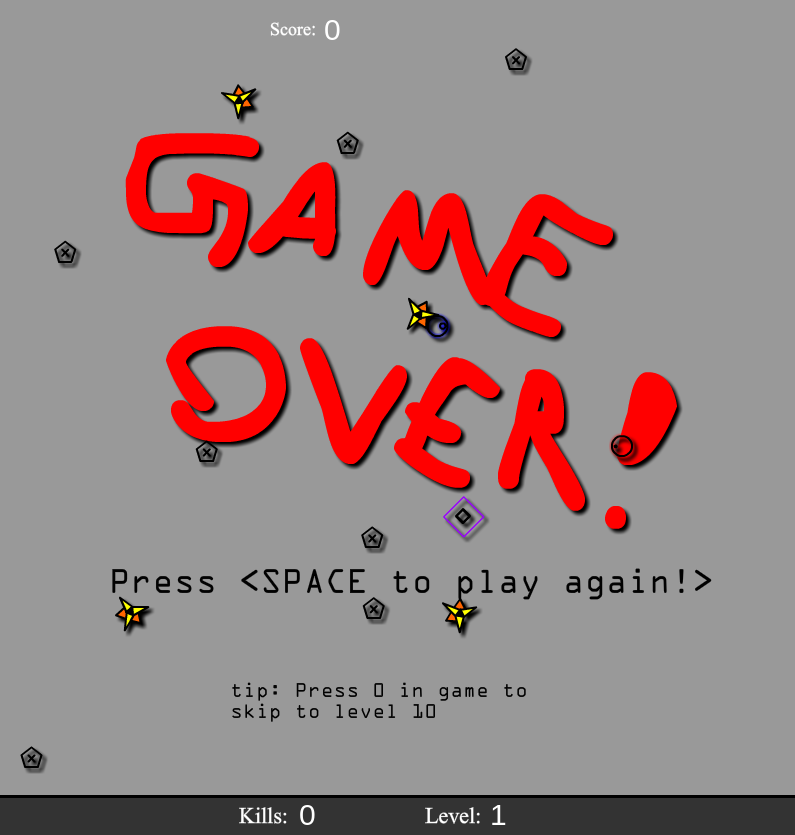 Score: 0
GAME
OVER!
Press <SPACE to play again!>
tip: Press 0 in game to
skip to level 10
Kills: 0 Level: 1